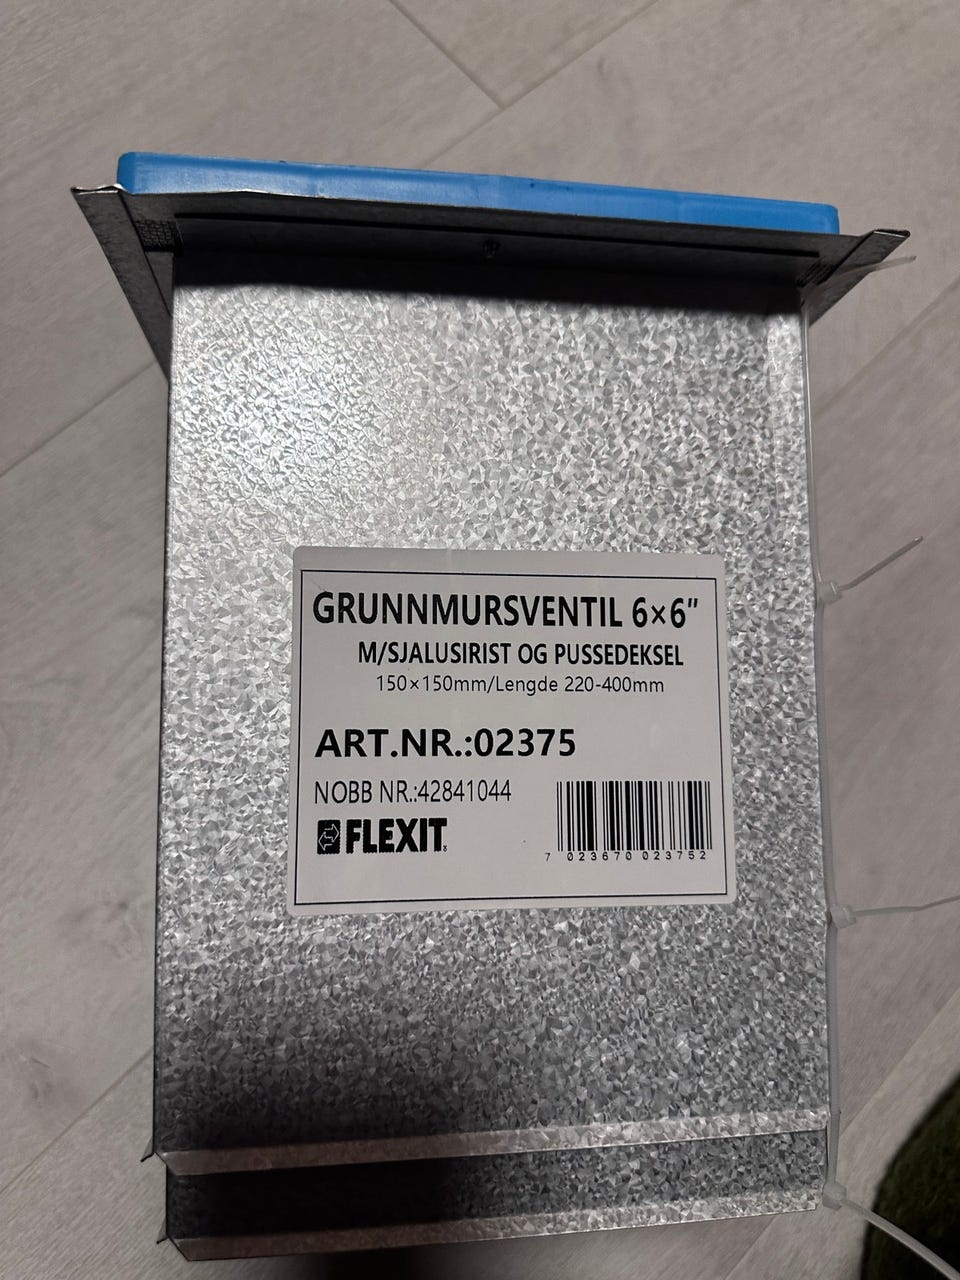 GRUNNMURSVENTIL 6×6"
M/SJALUSIRIST OG PUSSEDEKSEL
150×150mm/Lengde 220-400mm
ART.NR.:02375
NOBB NR.:42841044
FLEXIT
7 023670 023752